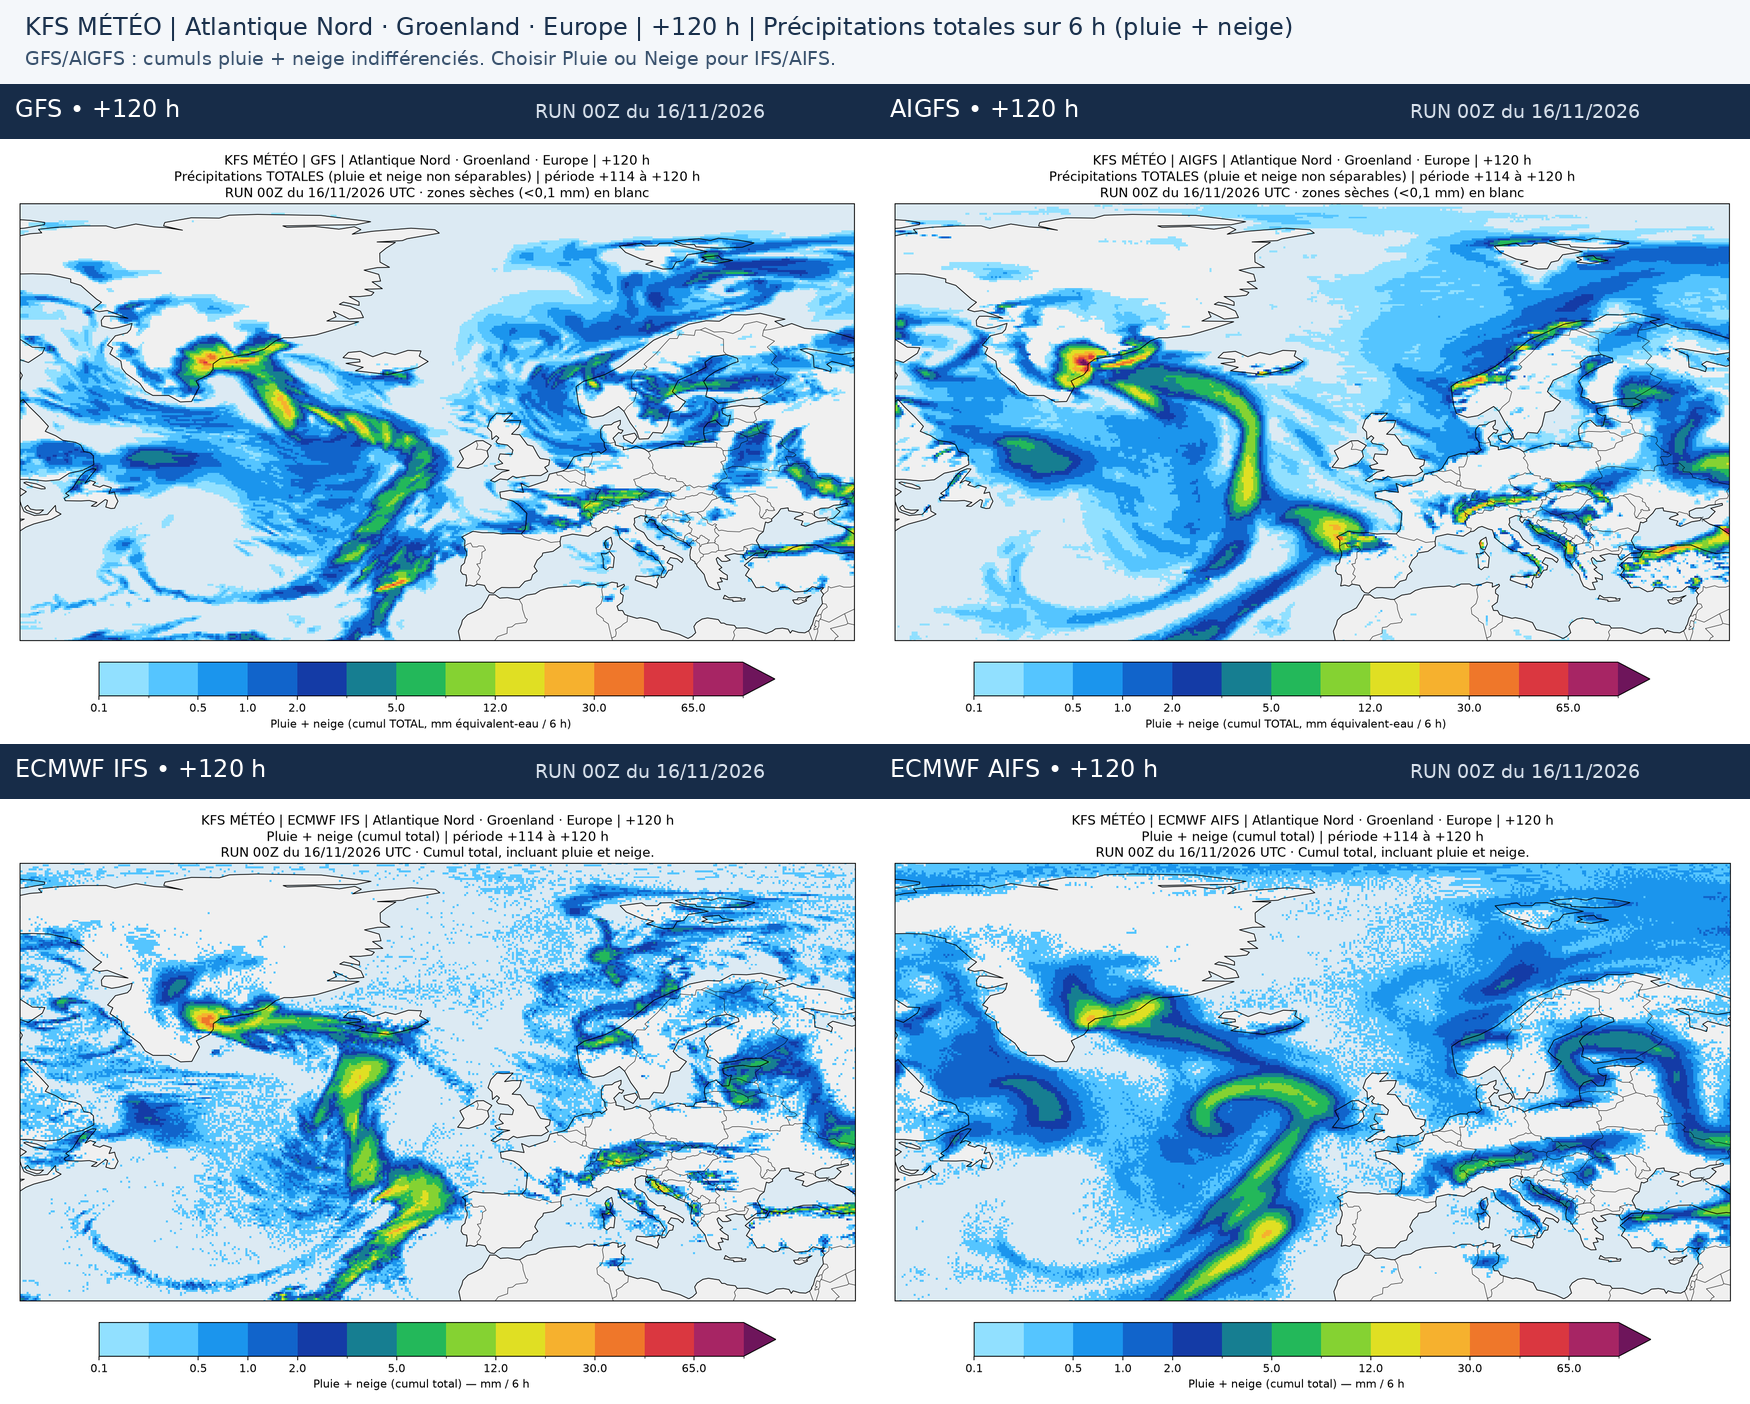 KFS MÉTÉO | Atlantique Nord · Groenland · Europe | +120 h | Précipitations totales sur 6 h (pluie + neige)
GFS/AIGFS : cumuls pluie + neige indifférenciés. Choisir Pluie ou Neige pour IFS/AIFS.
GFS • +120 h
RUN 00Z du 16/11/2026
AIGFS • +120 h
RUN 00Z du 16/11/2026
KFS MÉTÉO | GFS | Atlantique Nord · Groenland · Europe | +120 h
Précipitations TOTALES (pluie et neige non séparables) | période +114 à +120 h
RUN 00Z du 16/11/2026 UTC · zones sèches (<0,1 mm) en blanc
KFS MÉTÉO | AIGFS | Atlantique Nord · Groenland · Europe | +120 h
Précipitations TOTALES (pluie et neige non séparables) | période +114 à +120 h
RUN 00Z du 16/11/2026 UTC · zones sèches (<0,1 mm) en blanc
0.1 0.5 1.0 2.0 5.0 12.0 30.0 65.0
Pluie + neige (cumul TOTAL, mm équivalent-eau / 6 h)
0.1 0.5 1.0 2.0 5.0 12.0 30.0 65.0
Pluie + neige (cumul TOTAL, mm équivalent-eau / 6 h)
ECMWF IFS • +120 h
RUN 00Z du 16/11/2026
ECMWF AIFS • +120 h
RUN 00Z du 16/11/2026
KFS MÉTÉO | ECMWF IFS | Atlantique Nord · Groenland · Europe | +120 h
Pluie + neige (cumul total) | période +114 à +120 h
RUN 00Z du 16/11/2026 UTC · Cumul total, incluant pluie et neige.
KFS MÉTÉO | ECMWF AIFS | Atlantique Nord · Groenland · Europe | +120 h
Pluie + neige (cumul total) | période +114 à +120 h
RUN 00Z du 16/11/2026 UTC · Cumul total, incluant pluie et neige.
0.1 0.5 1.0 2.0 5.0 12.0 30.0 65.0
Pluie + neige (cumul total) — mm / 6 h
0.1 0.5 1.0 2.0 5.0 12.0 30.0 65.0
Pluie + neige (cumul total) — mm / 6 h